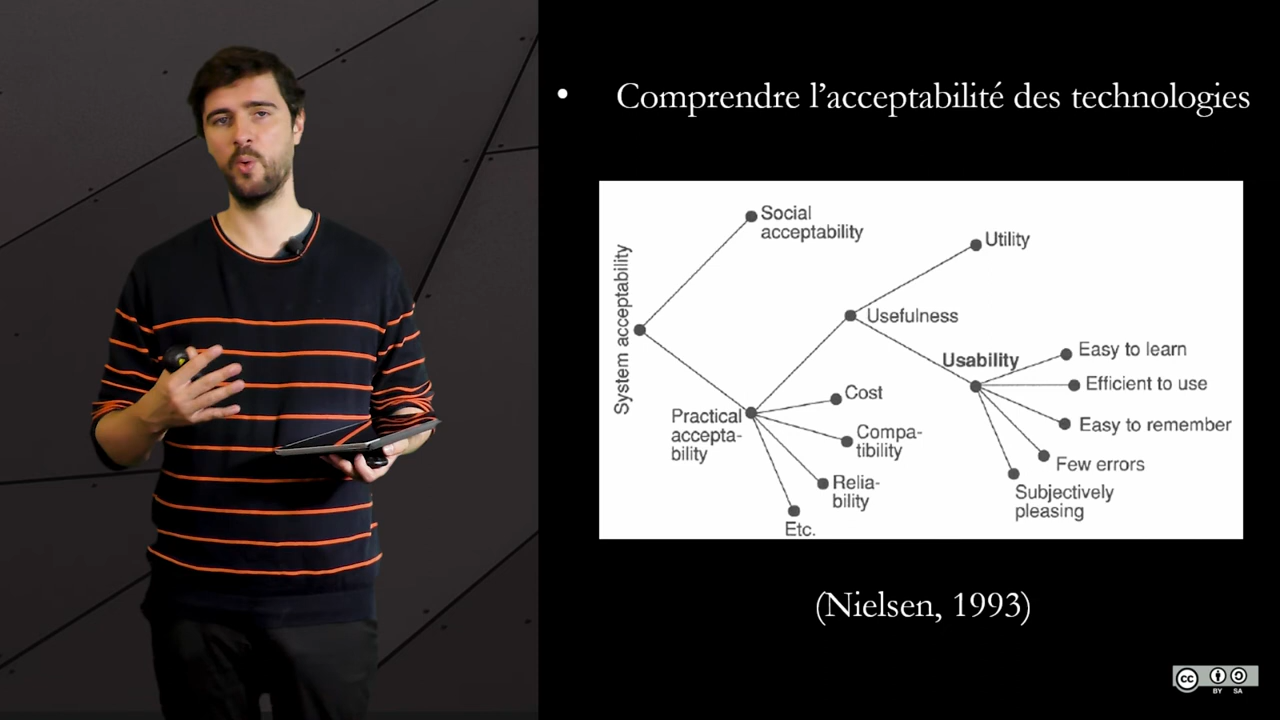 • Comprendre l’acceptabilité des technologies
System acceptability
Social
acceptability
Utility
Usefulness
Usability
Easy to learn
Efficient to use
Easy to remember
Few errors
Subjectively
pleasing
Practical
accepta-
bility
Cost
Compa-
tibility
Relia-
bility
Etc.
(Nielsen, 1993)
cc
BY SA